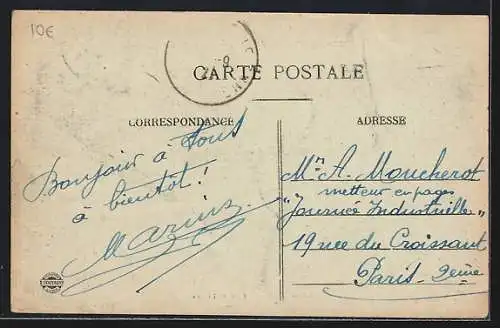 10€
CARTE POSTALE
CORRESPONDANCE
ADRESSE
Bonjour à tous
à bientôt !
Marius
Mr. A. Moucherot
metteur en pages
"Journée Industrielle"
19 rue du Croissant
Paris 2ème